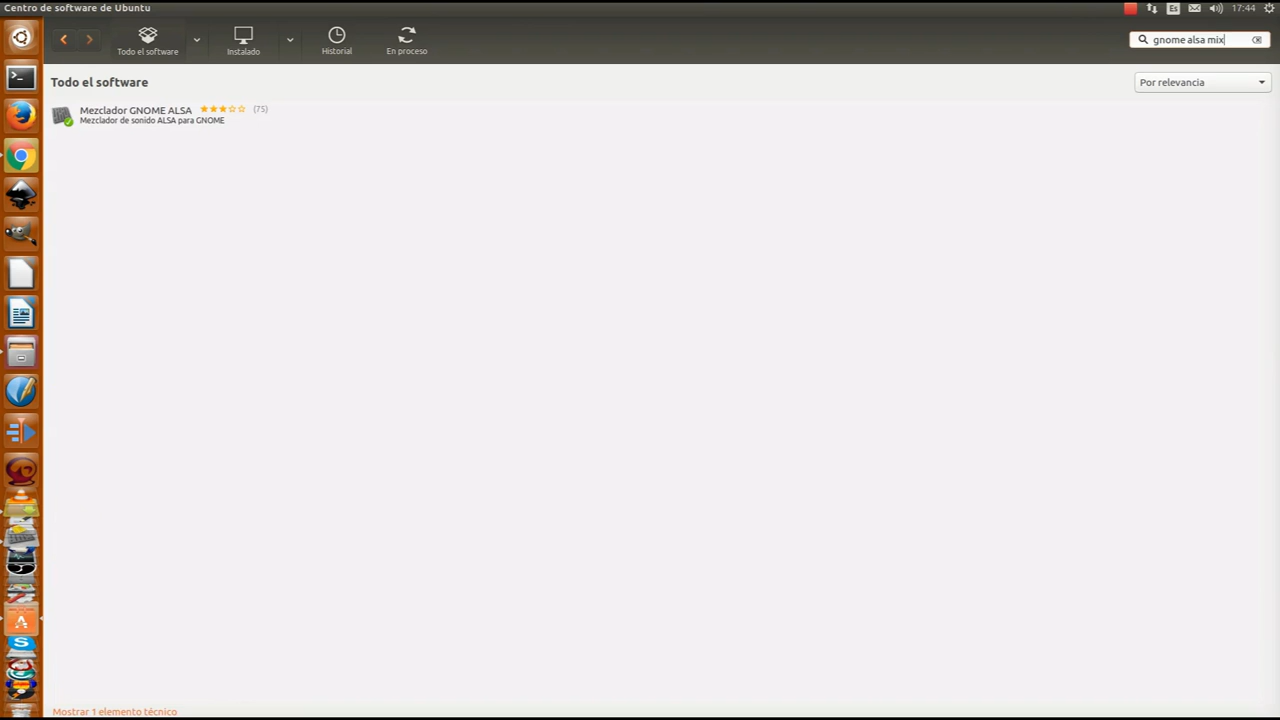 Centro de software de Ubuntu
Es
17:44
Todo el software
Instalado
Historial
En proceso
gnome alsa mix
Todo el software
Por relevancia
Mezclador GNOME ALSA (75)
Mezclador de sonido ALSA para GNOME
Mostrar 1 elemento técnico